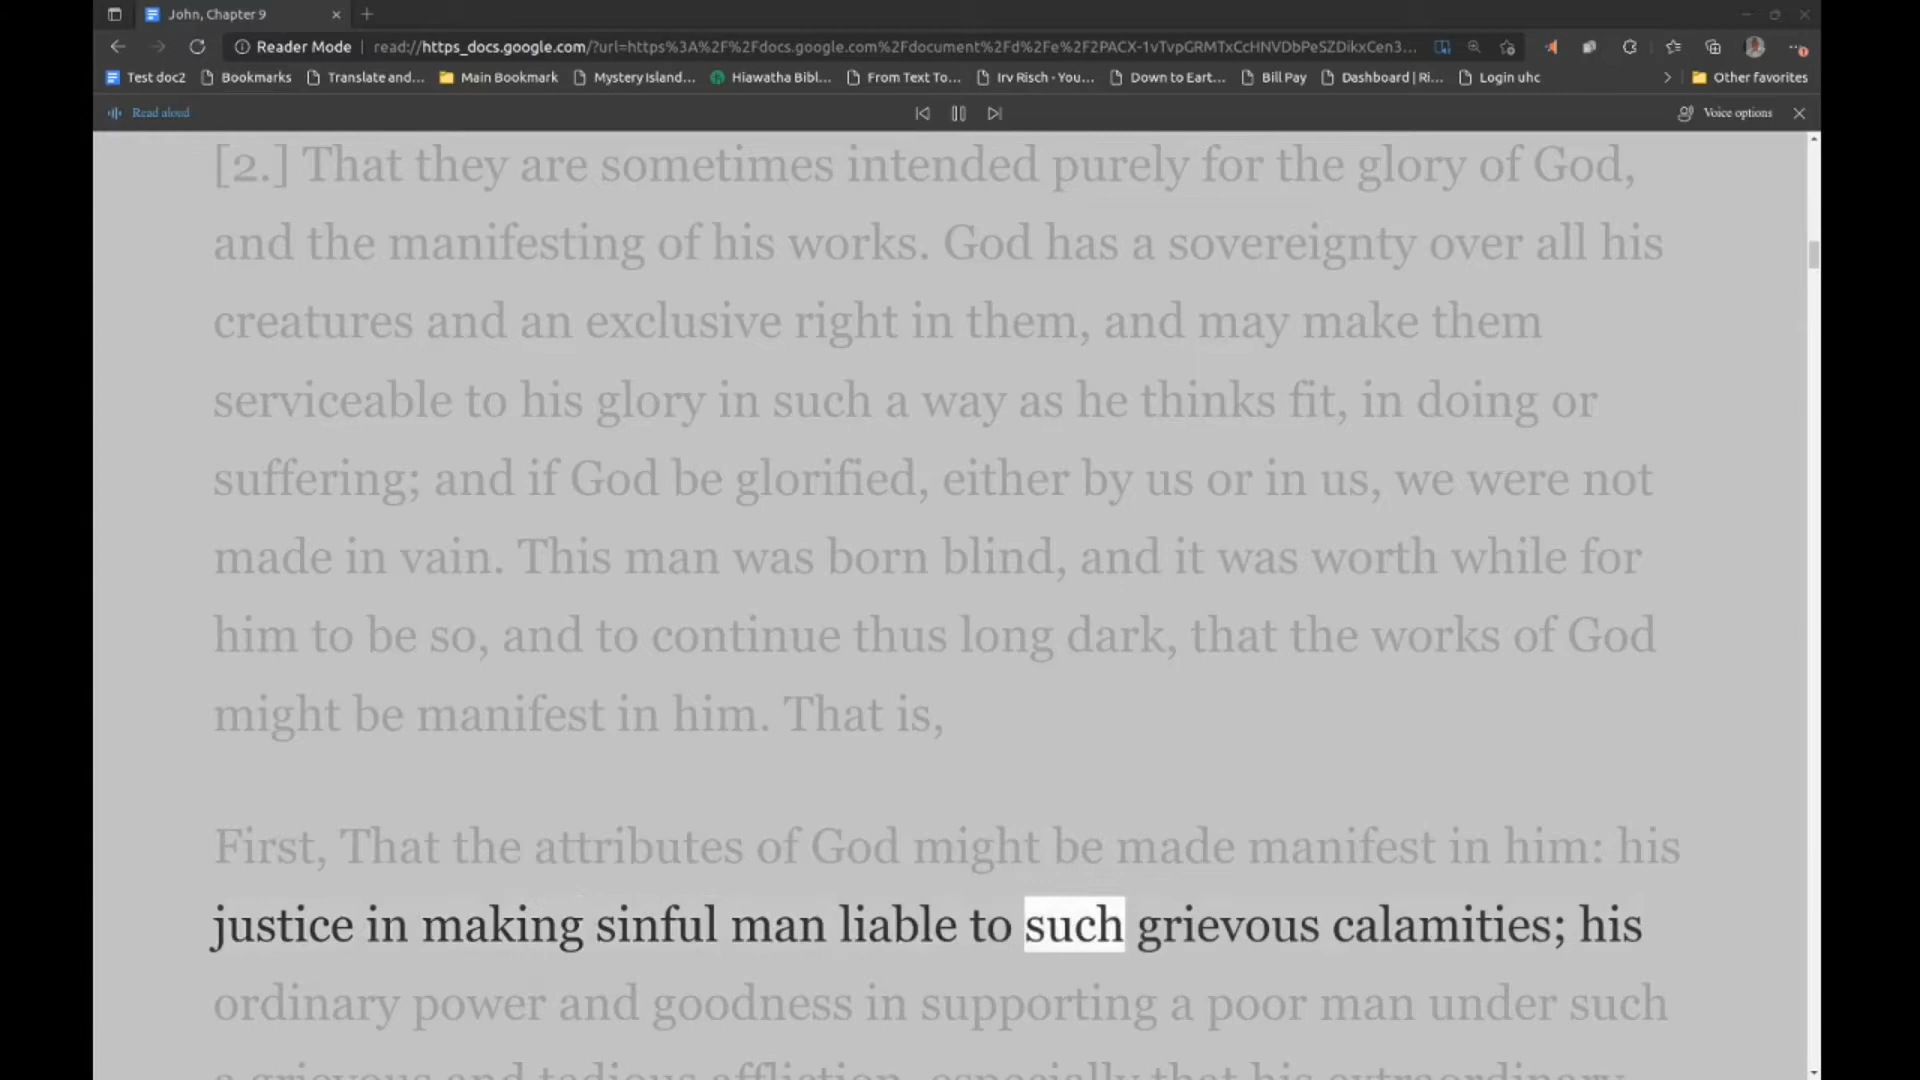 John, Chapter 9
Reader Mode
read://https_docs.google.com/?url=https%3A%2F%2Fdocs.google.com%2Fdocument%2Fd%2Fe%2F2PACX-1vTvpGRMTxCcHNVDbPeSZDikxCen3...
Test doc2 Bookmarks Translate and... Main Bookmark Mystery Island... Hiawatha Bibl... From Text To... Irv Risch - You... Down to Eart... Bill Pay Dashboard | Ri... Login uhc Other favorites
Read aloud Voice options
[2.] That they are sometimes intended purely for the glory of God,
and the manifesting of his works. God has a sovereignty over all his
creatures and an exclusive right in them, and may make them
serviceable to his glory in such a way as he thinks fit, in doing or
suffering; and if God be glorified, either by us or in us, we were not
made in vain. This man was born blind, and it was worth while for
him to be so, and to continue thus long dark, that the works of God
might be manifest in him. That is,
First, That the attributes of God might be made manifest in him: his
justice in making sinful man liable to such grievous calamities; his
ordinary power and goodness in supporting a poor man under such
a grievous and tedious affliction, especially that his extraordinary